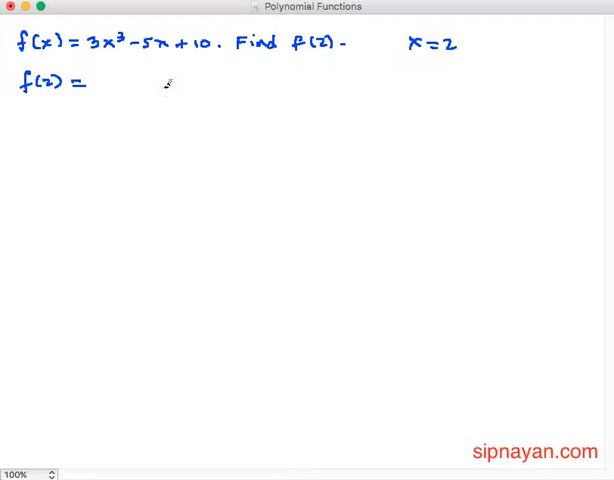 Polynomial Functions
f(x) = 3x³ - 5x + 10. Find f(2). x = 2
f(2) =
sipnayan.com
100%